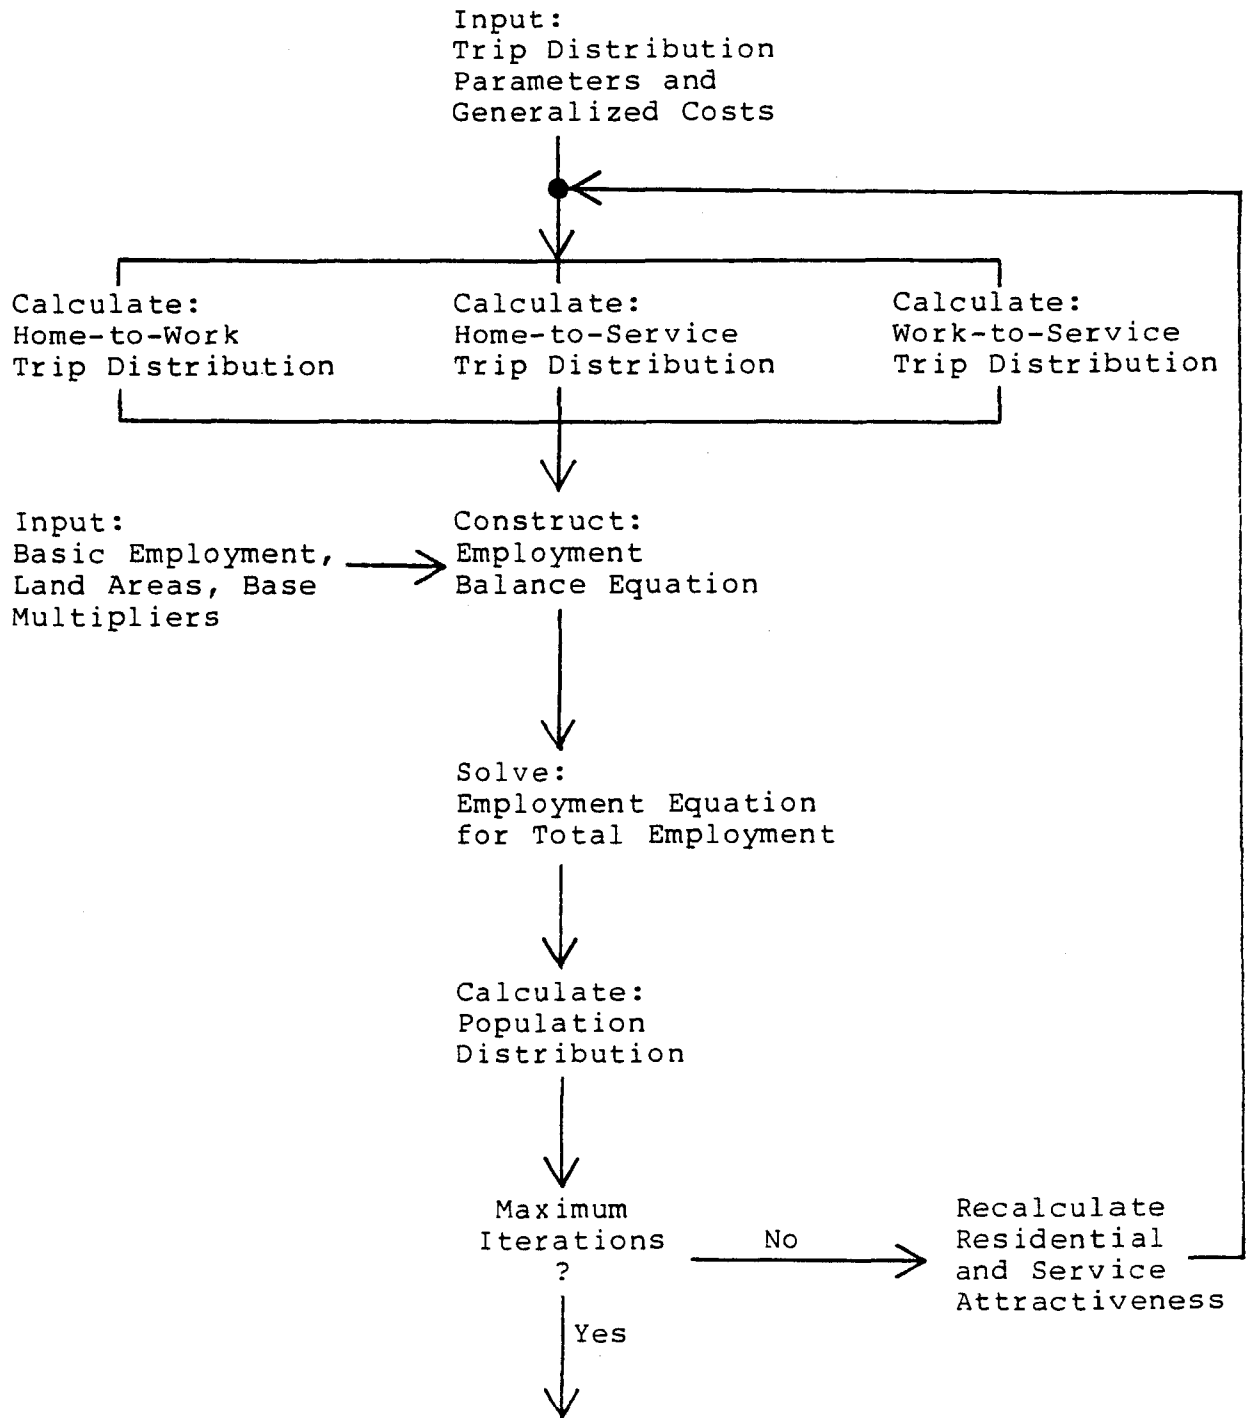 Input:
Trip Distribution
Parameters and
Generalized Costs
Calculate:
Home-to-Work
Trip Distribution
Calculate:
Home-to-Service
Trip Distribution
Calculate:
Work-to-Service
Trip Distribution
Input:
Basic Employment,
Land Areas, Base
Multipliers
Construct:
Employment
Balance Equation
Solve:
Employment Equation
for Total Employment
Calculate:
Population
Distribution
Maximum
Iterations
?
No
Recalculate
Residential
and Service
Attractiveness
Yes